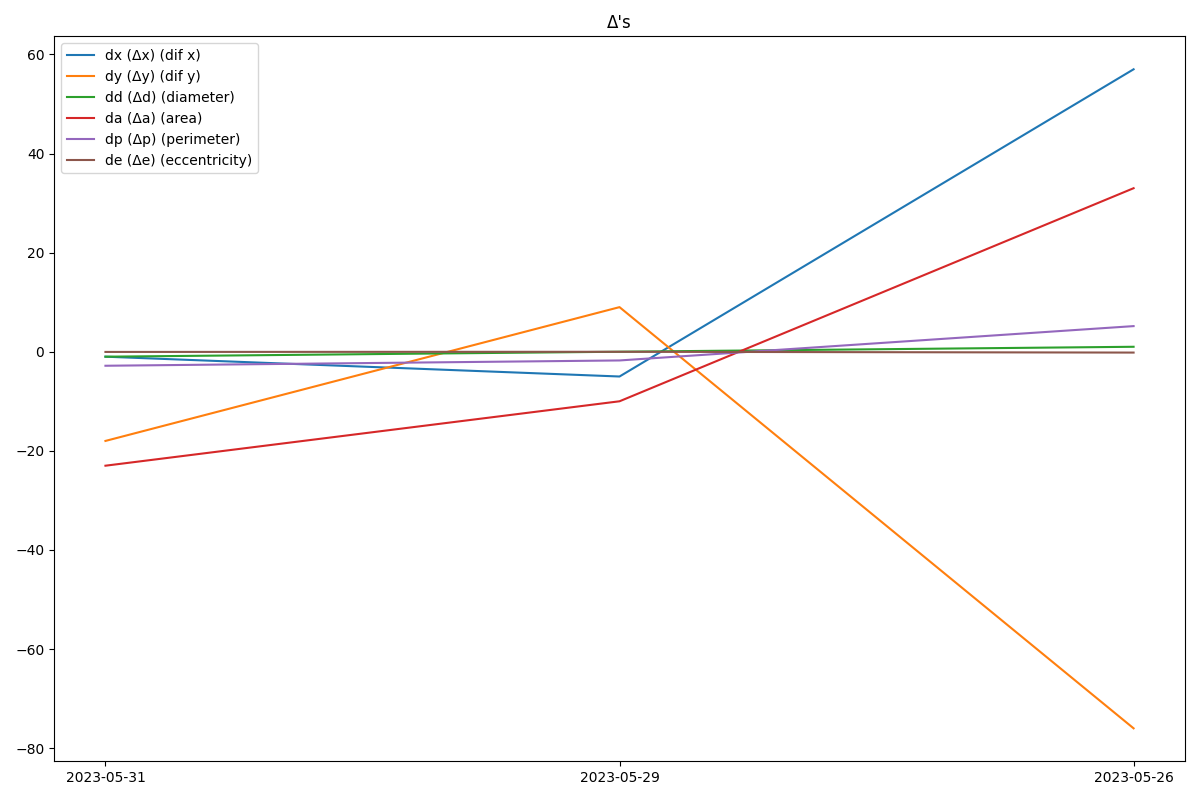 Δ's
dx (Δx) (dif x)
dy (Δy) (dif y)
dd (Δd) (diameter)
da (Δa) (area)
dp (Δp) (perimeter)
de (Δe) (eccentricity)
60
40
20
0
−20
−40
−60
−80
2023-05-31 2023-05-29 2023-05-26